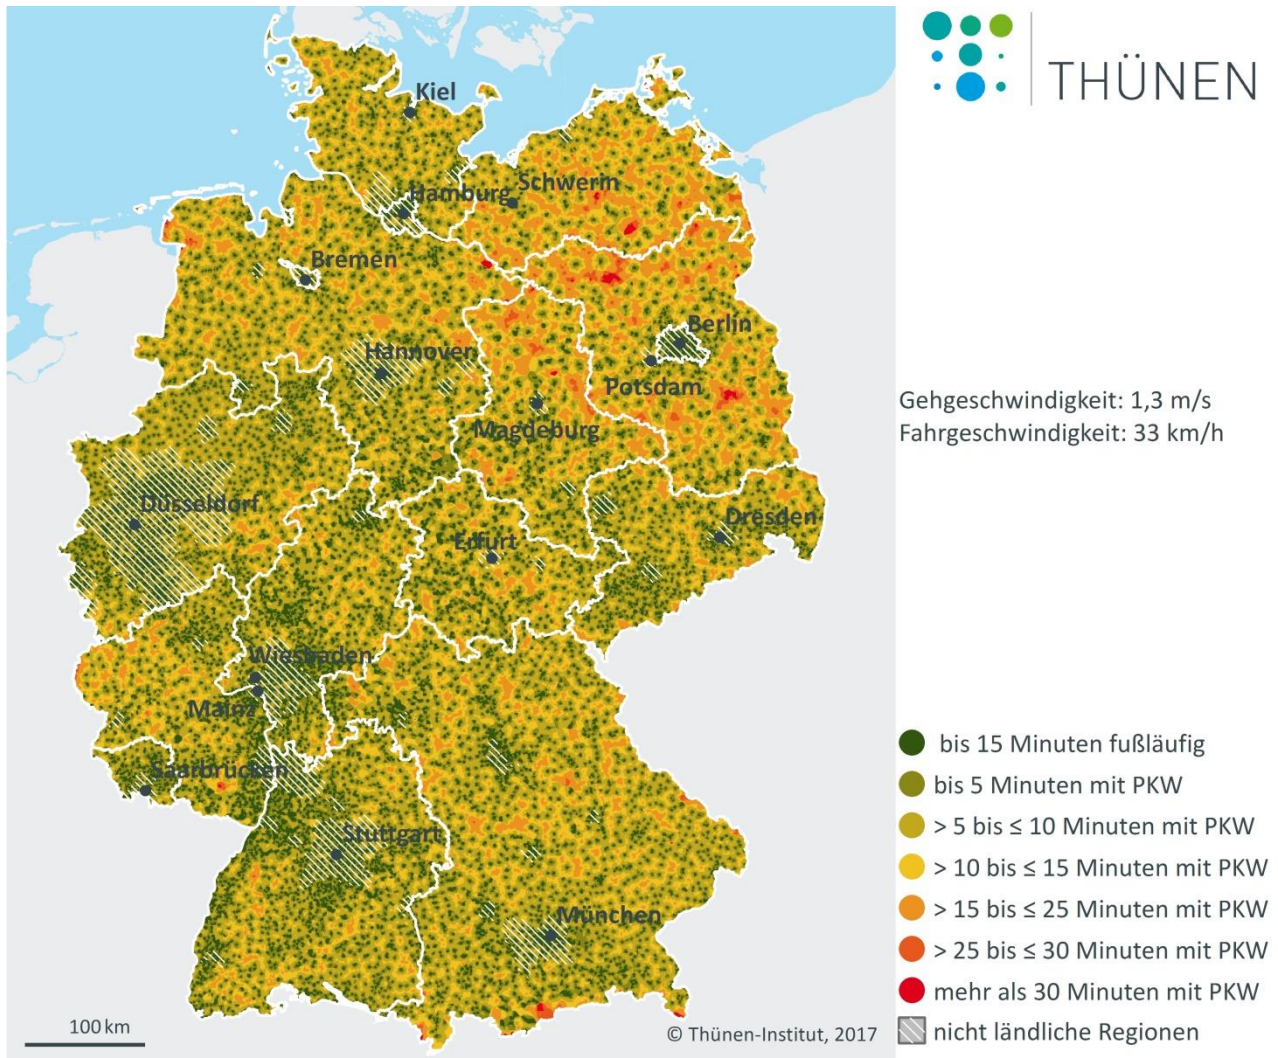 THÜNEN
Kiel
Schwerin
Hamburg
Bremen
Berlin
Hannover
Potsdam
Magdeburg
Düsseldorf
Dresden
Erfurt
Wiesbaden
Mainz
Saarbrücken
Stuttgart
München
Gehgeschwindigkeit: 1,3 m/s
Fahrgeschwindigkeit: 33 km/h
bis 15 Minuten fußläufig
bis 5 Minuten mit PKW
> 5 bis ≤ 10 Minuten mit PKW
> 10 bis ≤ 15 Minuten mit PKW
> 15 bis ≤ 25 Minuten mit PKW
> 25 bis ≤ 30 Minuten mit PKW
mehr als 30 Minuten mit PKW
nicht ländliche Regionen
100 km
© Thünen-Institut, 2017